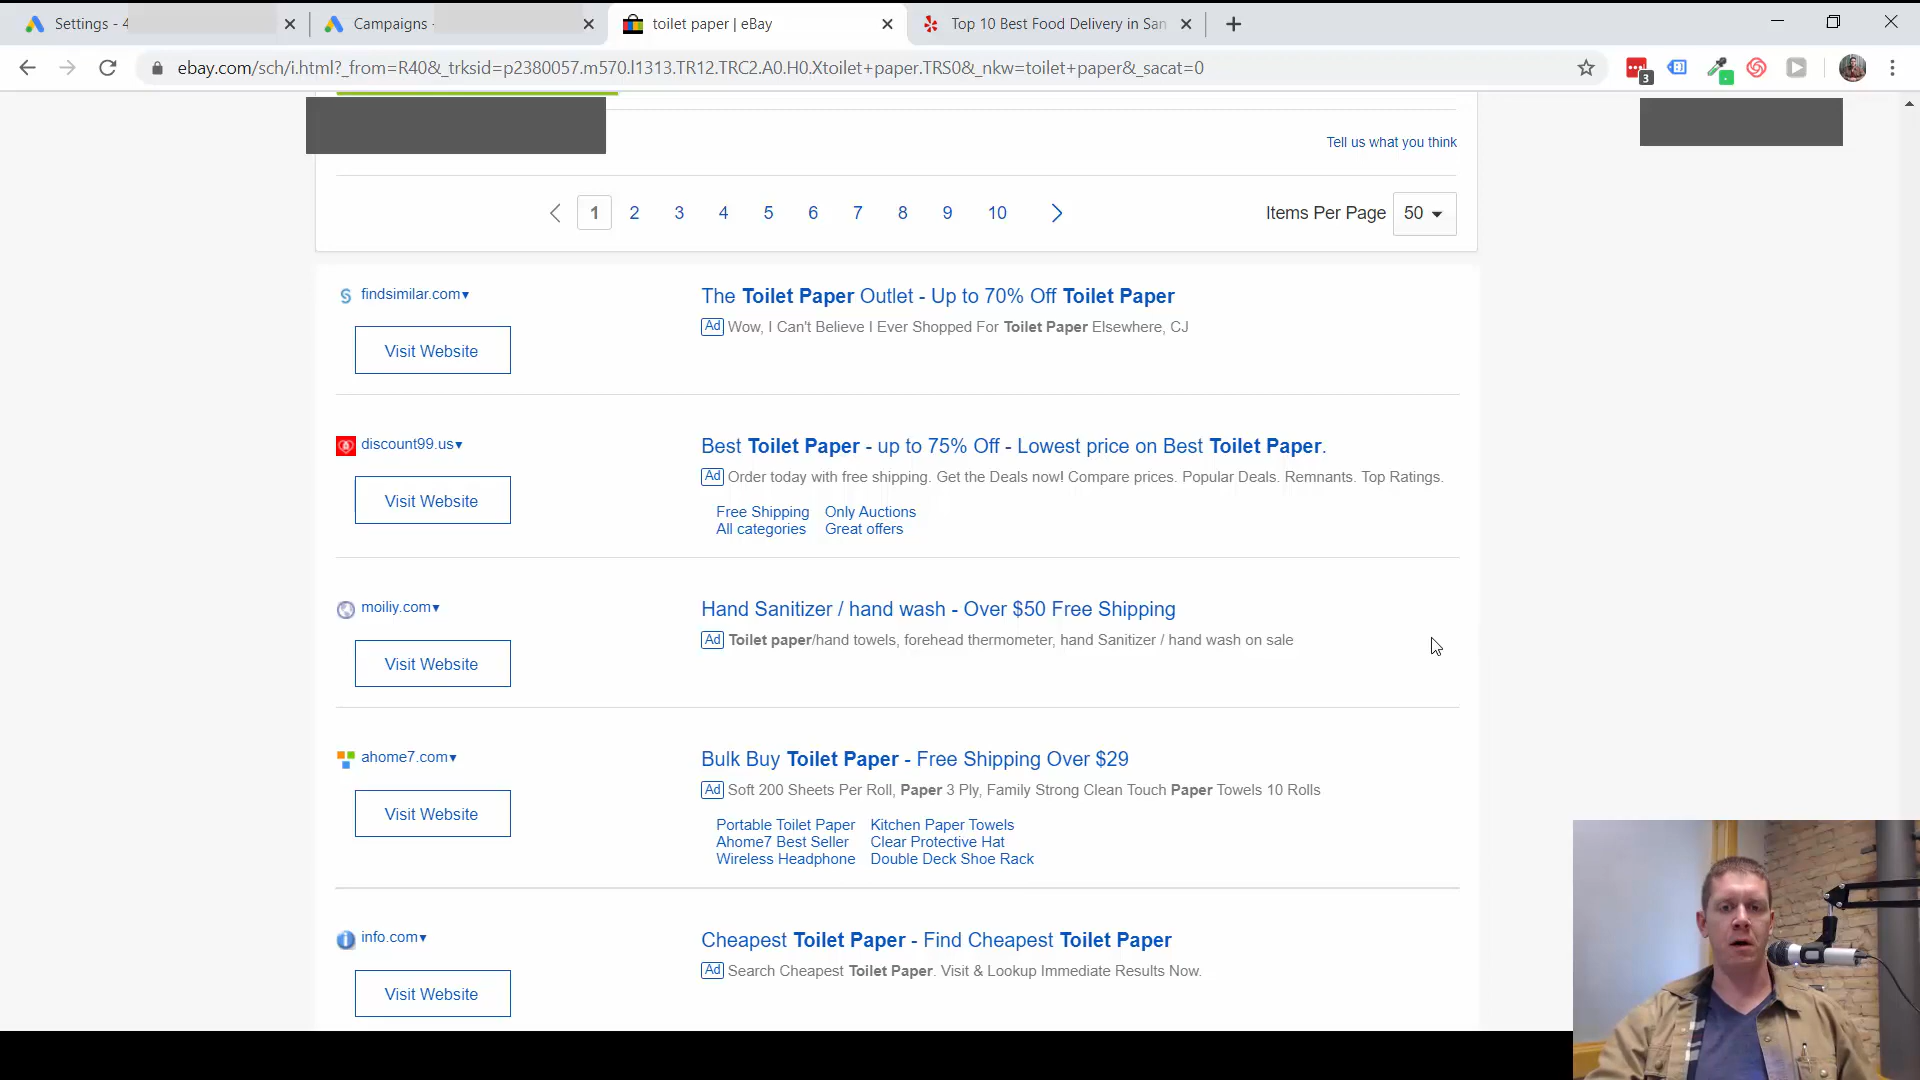 Settings - 4
Campaigns -
toilet paper | eBay
Top 10 Best Food Delivery in San
ebay.com/sch/i.html?_from=R40&_trksid=p2380057.m570.l1313.TR12.TRC2.A0.H0.Xtoilet+paper.TRS0&_nkw=toilet+paper&_sacat=0
3
Tell us what you think
1 2 3 4 5 6 7 8 9 10
Items Per Page 50
findsimilar.com
The Toilet Paper Outlet - Up to 70% Off Toilet Paper
Ad Wow, I Can't Believe I Ever Shopped For Toilet Paper Elsewhere, CJ
Visit Website
discount99.us
Best Toilet Paper - up to 75% Off - Lowest price on Best Toilet Paper.
Ad Order today with free shipping. Get the Deals now! Compare prices. Popular Deals. Remnants. Top Ratings.
Visit Website
Free Shipping Only Auctions
All categories Great offers
moiliy.com
Hand Sanitizer / hand wash - Over $50 Free Shipping
Ad Toilet paper/hand towels, forehead thermometer, hand Sanitizer / hand wash on sale
Visit Website
ahome7.com
Bulk Buy Toilet Paper - Free Shipping Over $29
Ad Soft 200 Sheets Per Roll, Paper 3 Ply, Family Strong Clean Touch Paper Towels 10 Rolls
Visit Website
Portable Toilet Paper Kitchen Paper Towels
Ahome7 Best Seller Clear Protective Hat
Wireless Headphone Double Deck Shoe Rack
info.com
Cheapest Toilet Paper - Find Cheapest Toilet Paper
Ad Search Cheapest Toilet Paper. Visit & Lookup Immediate Results Now.
Visit Website